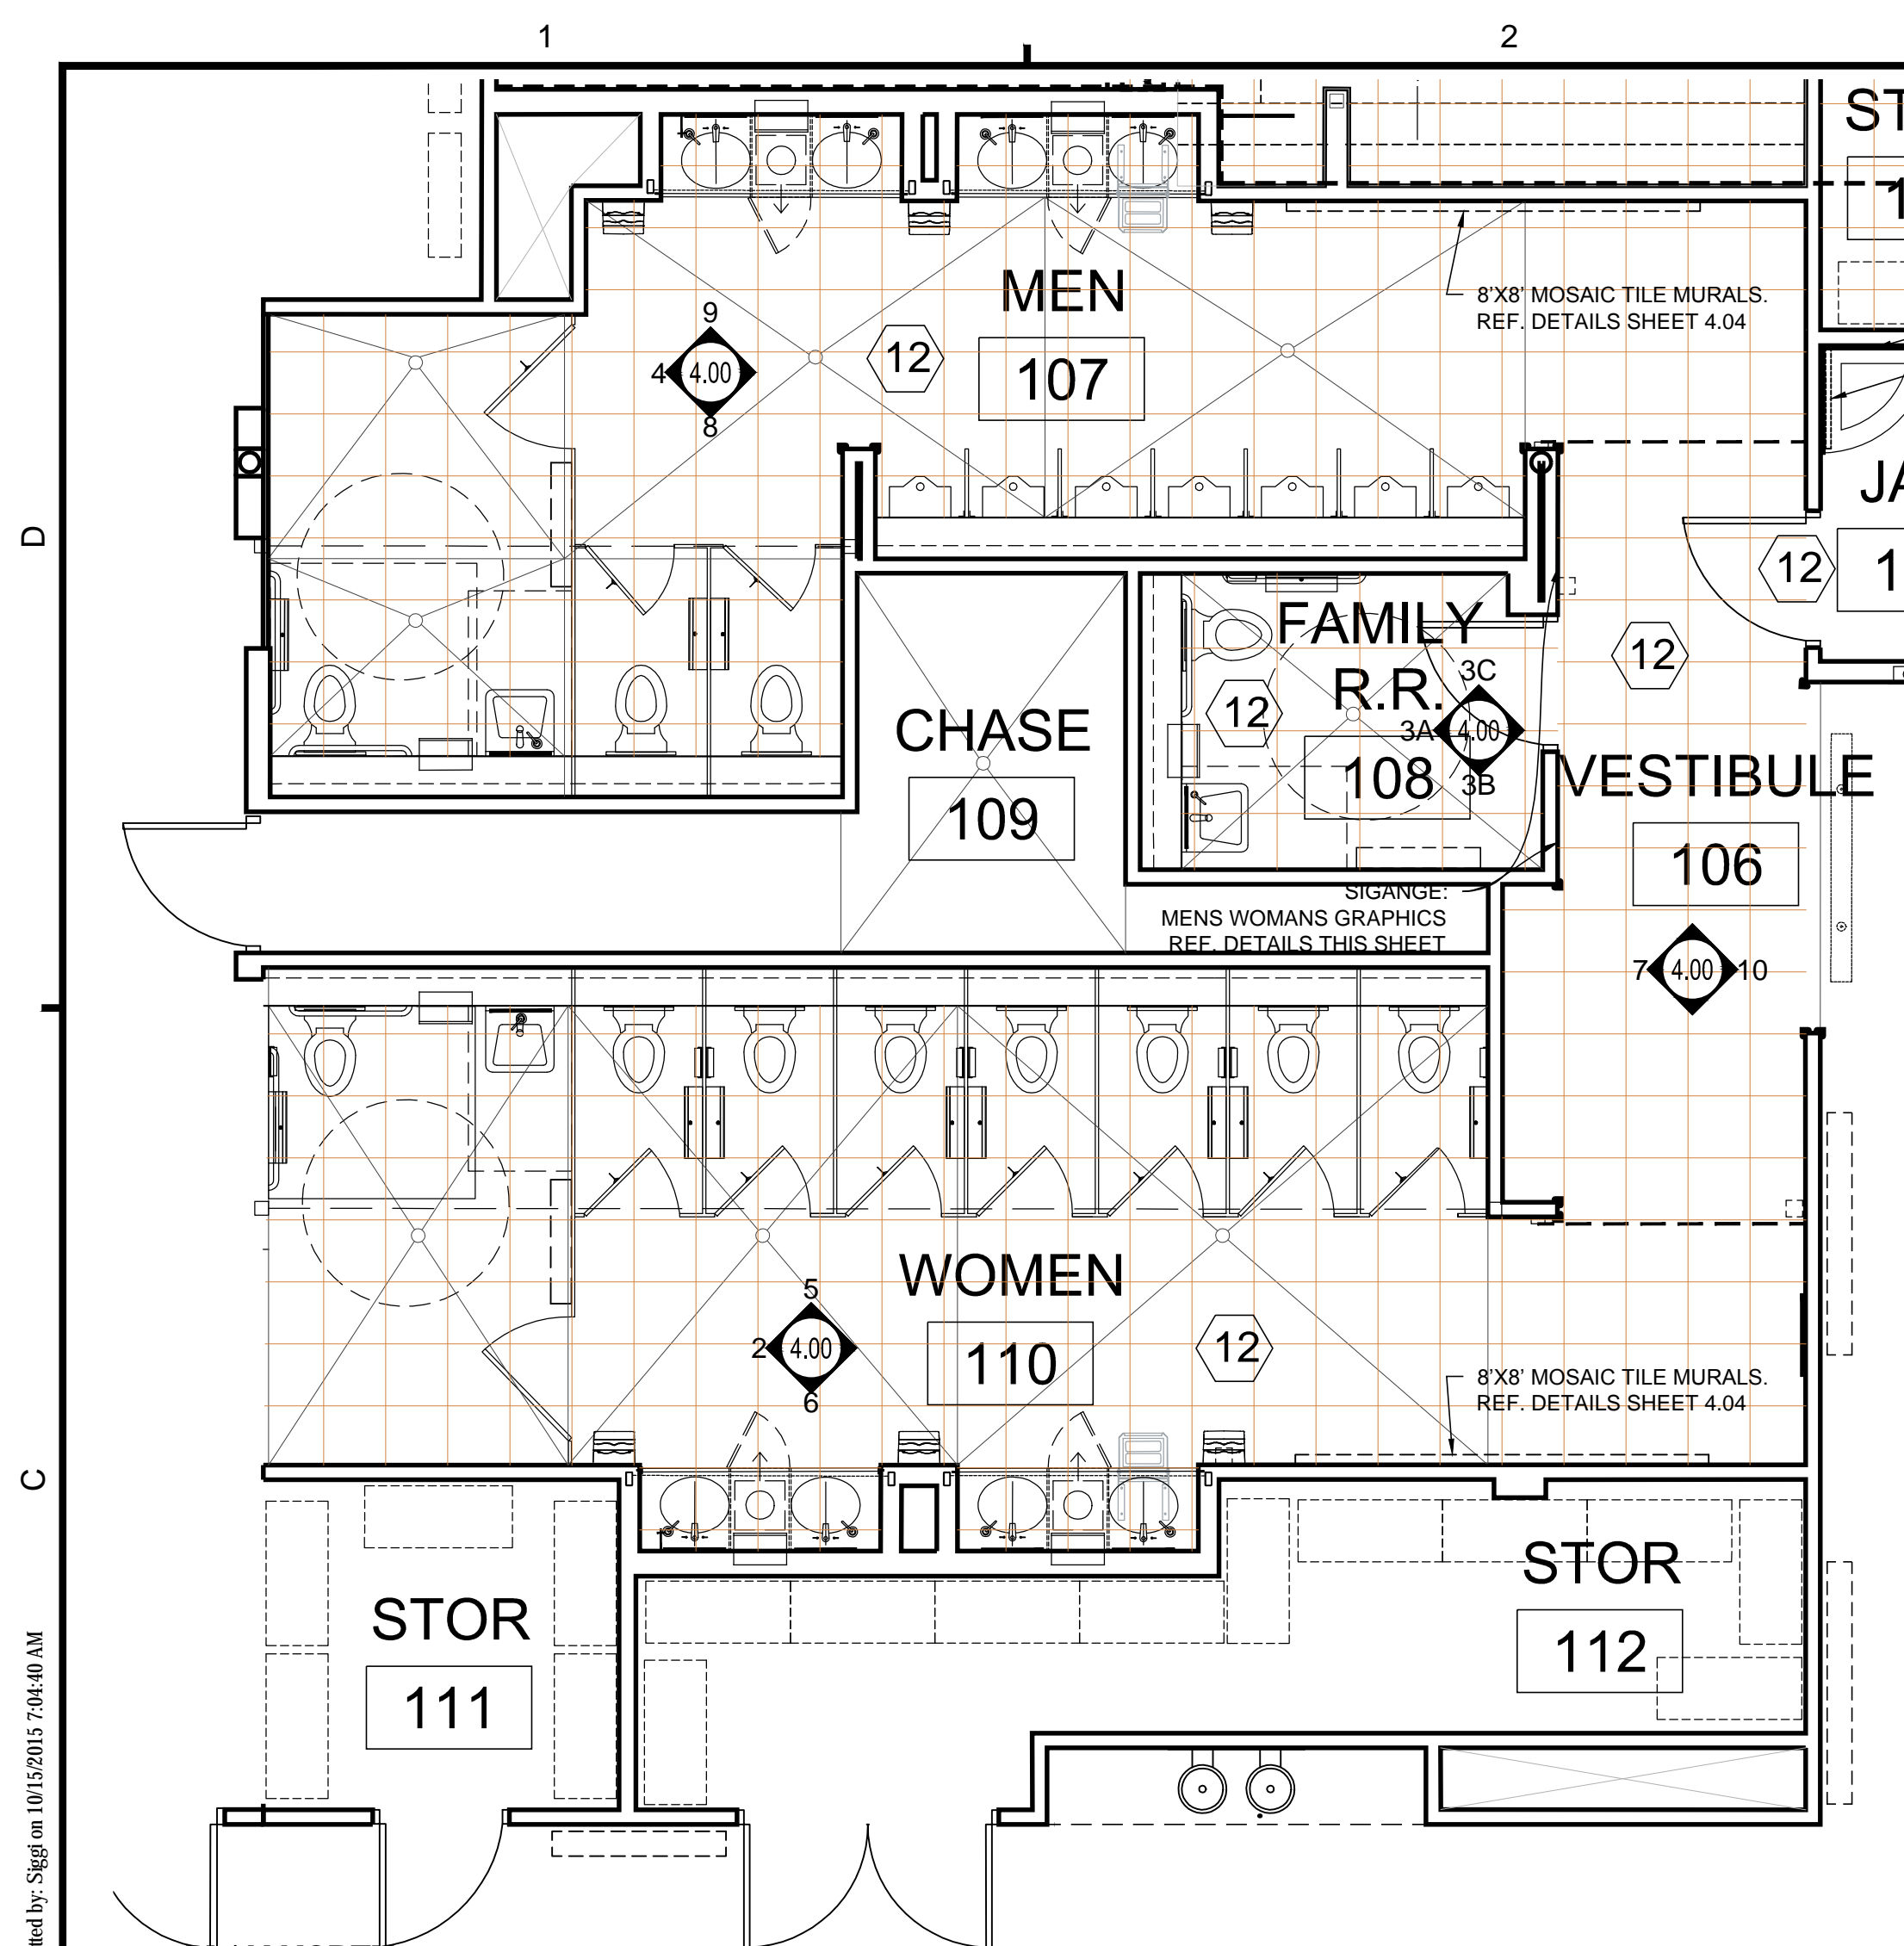 1
2
D
C
MEN
107
12
9
4
4.00
8
8'X8' MOSAIC TILE MURALS.
REF. DETAILS SHEET 4.04
12
12
FAMILY
R.R.
108
12
3C
3A
4.00
3B
CHASE
109
VESTIBULE
106
SIGANGE:
MENS WOMANS GRAPHICS
REF. DETAILS THIS SHEET
7
4.00
10
WOMEN
110
12
5
2
4.00
6
8'X8' MOSAIC TILE MURALS.
REF. DETAILS SHEET 4.04
STOR
111
STOR
112
tted by: Siggi on 10/15/2015 7:04:40 AM